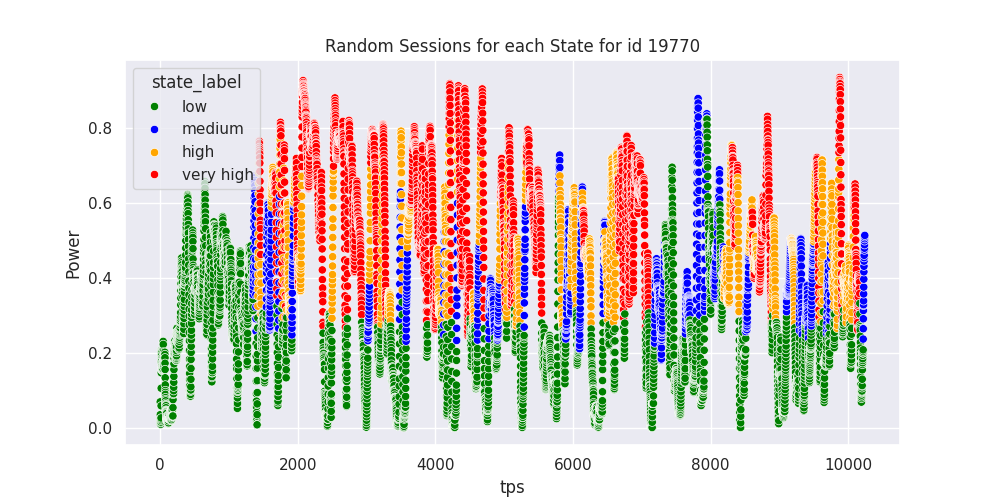 Random Sessions for each State for id 19770
state_label
low
medium
high
very high
Power
0.8
0.6
0.4
0.2
0.0
0 2000 4000 6000 8000 10000
tps